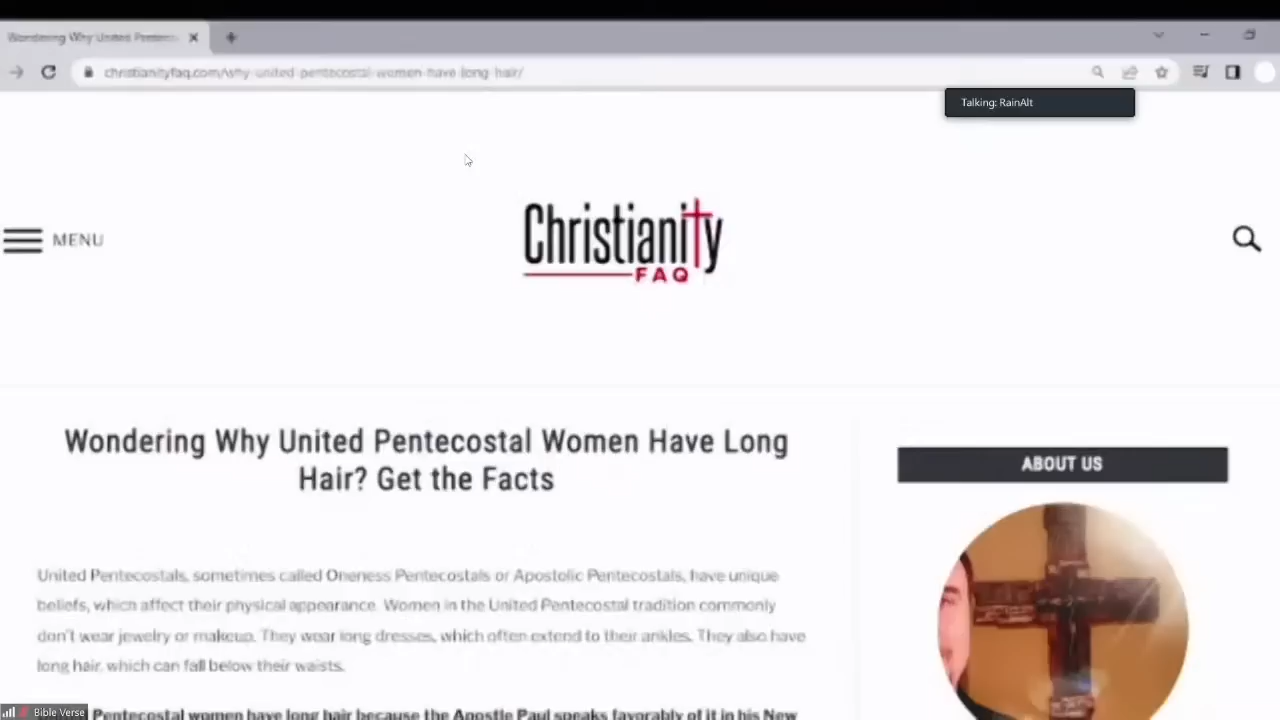 Wondering Why United Penteco
christianityfaq.com/why-united-pentecostal-women-have-long-hair/
Talking: RainAlt
MENU
Christianity
FAQ
Wondering Why United Pentecostal Women Have Long
Hair? Get the Facts
ABOUT US
United Pentecostals, sometimes called Oneness Pentecostals or Apostolic Pentecostals, have unique
beliefs, which affect their physical appearance. Women in the United Pentecostal tradition commonly
don't wear jewelry or makeup. They wear long dresses, which often extend to their ankles. They also have
long hair, which can fall below their waists.
Bible Verse
Pentecostal women have long hair because the Apostle Paul speaks favorably of it in his New